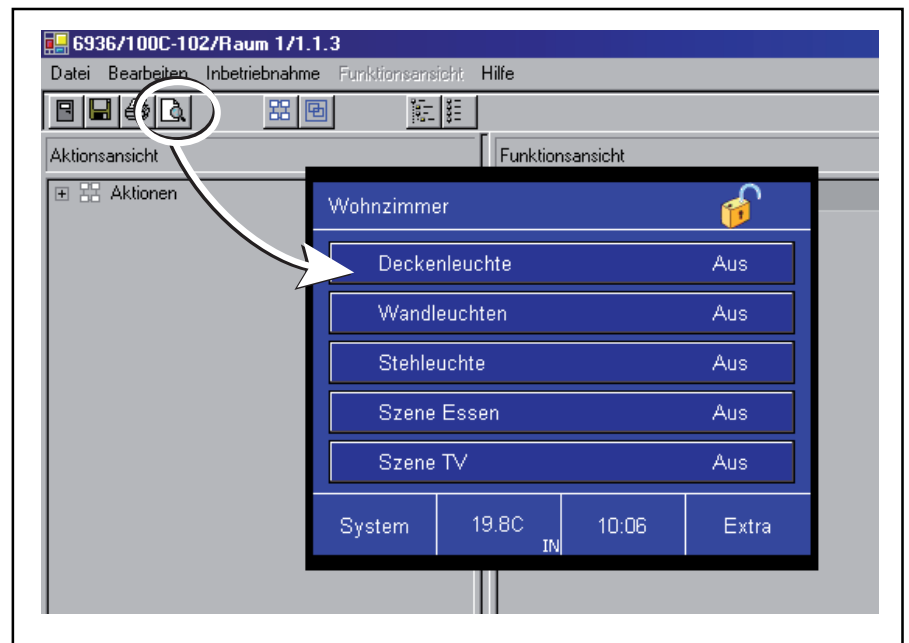 6936/100C-102/Raum 1/1.1.3
Datei Bearbeiten Inbetriebnahme Funktionsansicht Hilfe
Aktionsansicht Funktionsansicht
Aktionen
Wohnzimmer
Deckenleuchte Aus
Wandleuchten Aus
Stehleuchte Aus
Szene Essen Aus
Szene TV Aus
System 19.8C IN 10:06 Extra